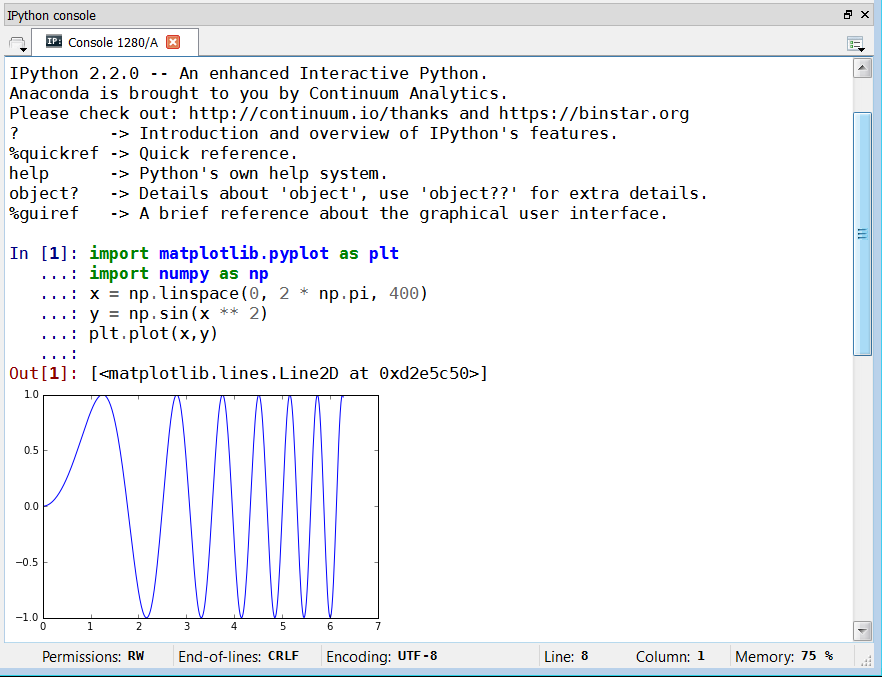 IPython console
IP: Console 1280/A
IPython 2.2.0 -- An enhanced Interactive Python.
Anaconda is brought to you by Continuum Analytics.
Please check out: http://continuum.io/thanks and https://binstar.org
?         -> Introduction and overview of IPython's features.
%quickref -> Quick reference.
help      -> Python's own help system.
object?   -> Details about 'object', use 'object??' for extra details.
%guiref   -> A brief reference about the graphical user interface.
In [1]: import matplotlib.pyplot as plt
   ...: import numpy as np
   ...: x = np.linspace(0, 2 * np.pi, 400)
   ...: y = np.sin(x ** 2)
   ...: plt.plot(x,y)
   ...:
Out[1]: [<matplotlib.lines.Line2D at 0xd2e5c50>]
1.0
0.5
0.0
−0.5
−1.0
0 1 2 3 4 5 6 7
Permissions: RW End-of-lines: CRLF Encoding: UTF-8 Line: 8 Column: 1 Memory: 75 %